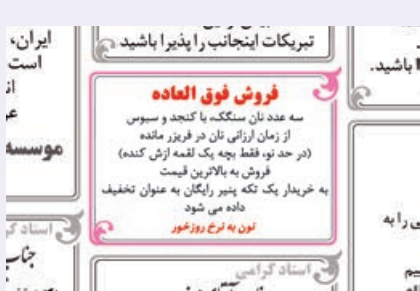 تبریکات اینجانب را پذیرا باشید
فروش فوق العاده
سه عدد نان سنگک، با کنجد و سبوس
از زمان ارزانی نان در فریزر مانده
(در حد نو، فقط بچه یک لقمه ازش کنده)
فروش به بالاترین قیمت
به خریدار یک تکه پنیر رایگان به عنوان تخفیف
داده می شود
نون به نرخ روزخور
ایران،
است
موسسه
ا باشید.
ی را به
استاد گرامی
جناب